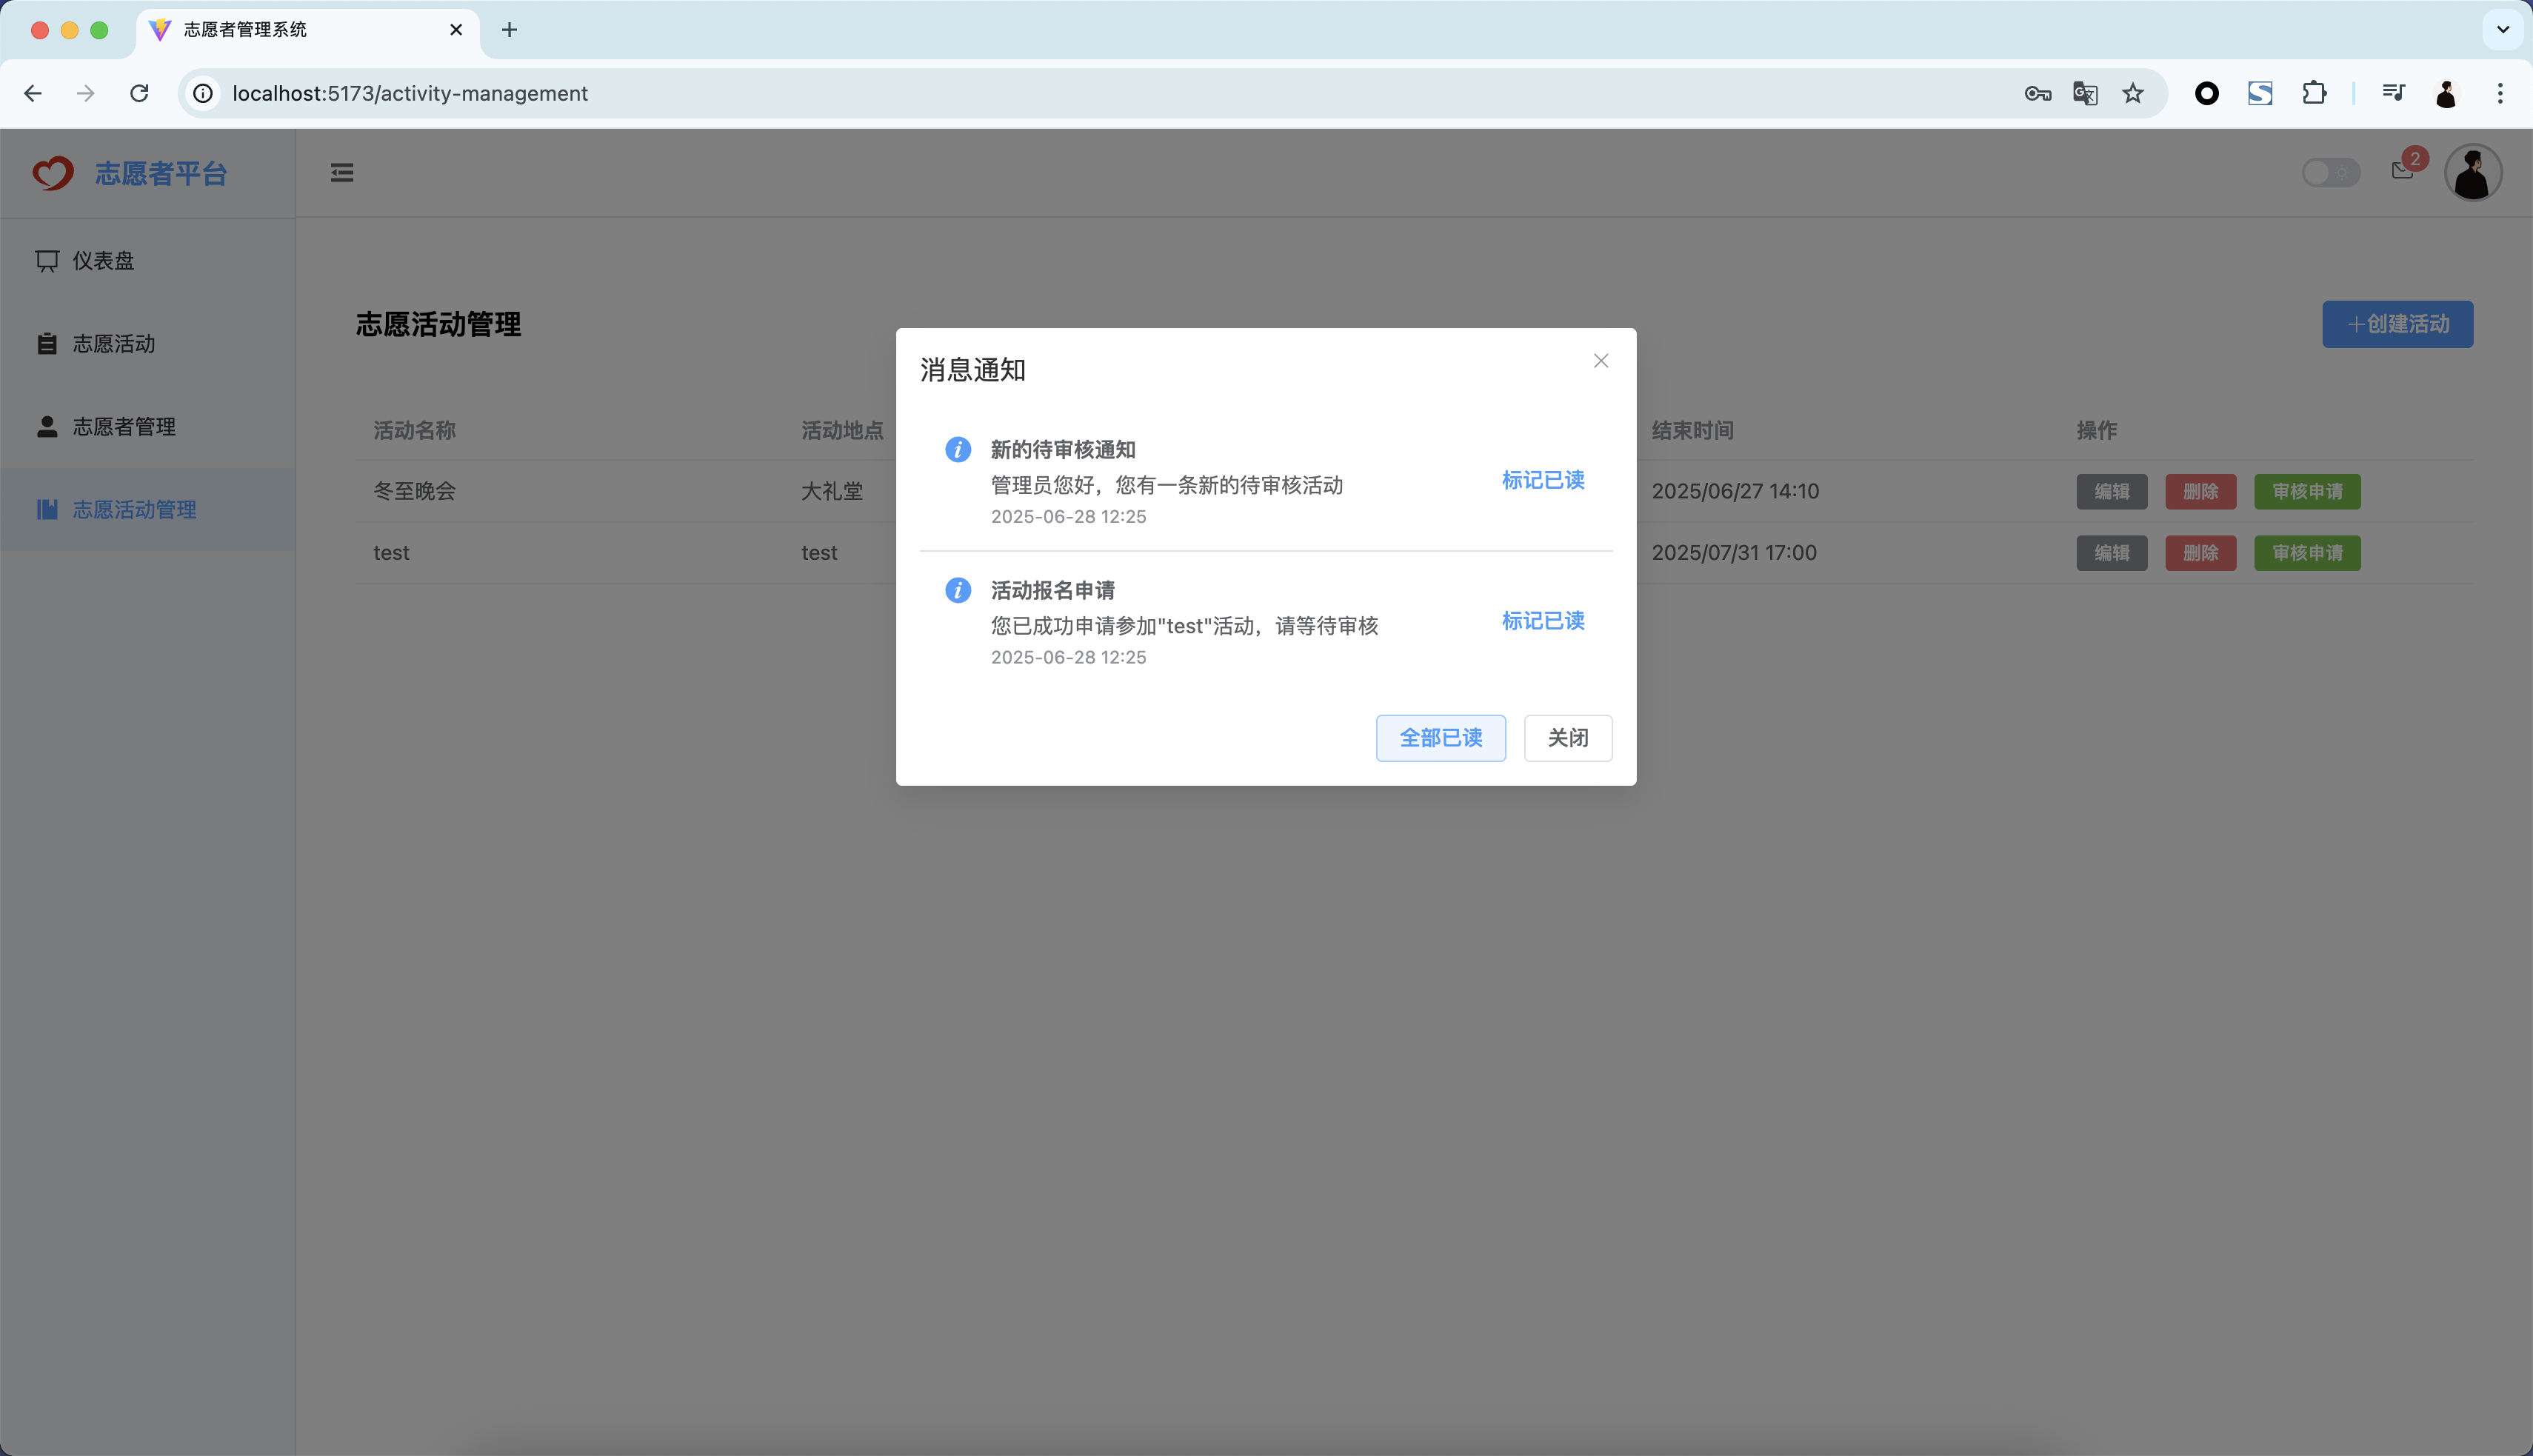 志愿者管理系统
localhost:5173/activity-management
志愿者平台
2
仪表盘
志愿活动
志愿者管理
志愿活动管理
志愿活动管理
创建活动
活动名称 活动地点 结束时间 操作
冬至晚会 大礼堂 2025/06/27 14:10 编辑 删除 审核申请
test test 2025/07/31 17:00 编辑 删除 审核申请
消息通知
新的待审核通知
管理员您好，您有一条新的待审核活动
2025-06-28 12:25
标记已读
活动报名申请
您已成功申请参加"test"活动，请等待审核
2025-06-28 12:25
标记已读
全部已读 关闭